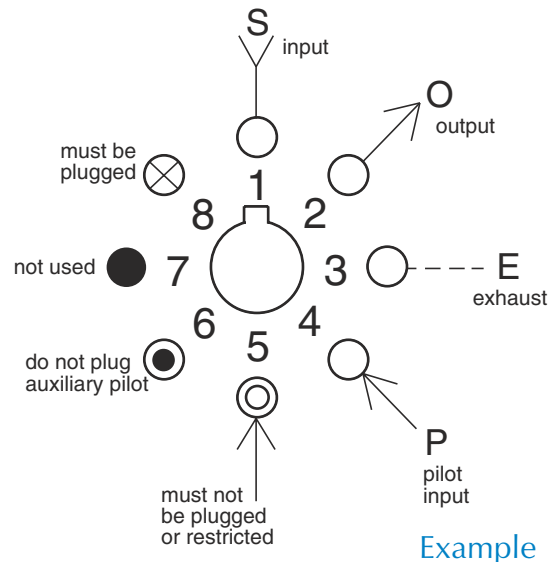 S
input
O
output
must be
plugged
1
8
2
not used
7
3
E
exhaust
6
4
do not plug
auxiliary pilot
5
P
pilot
input
must not
be plugged
or restricted
Example